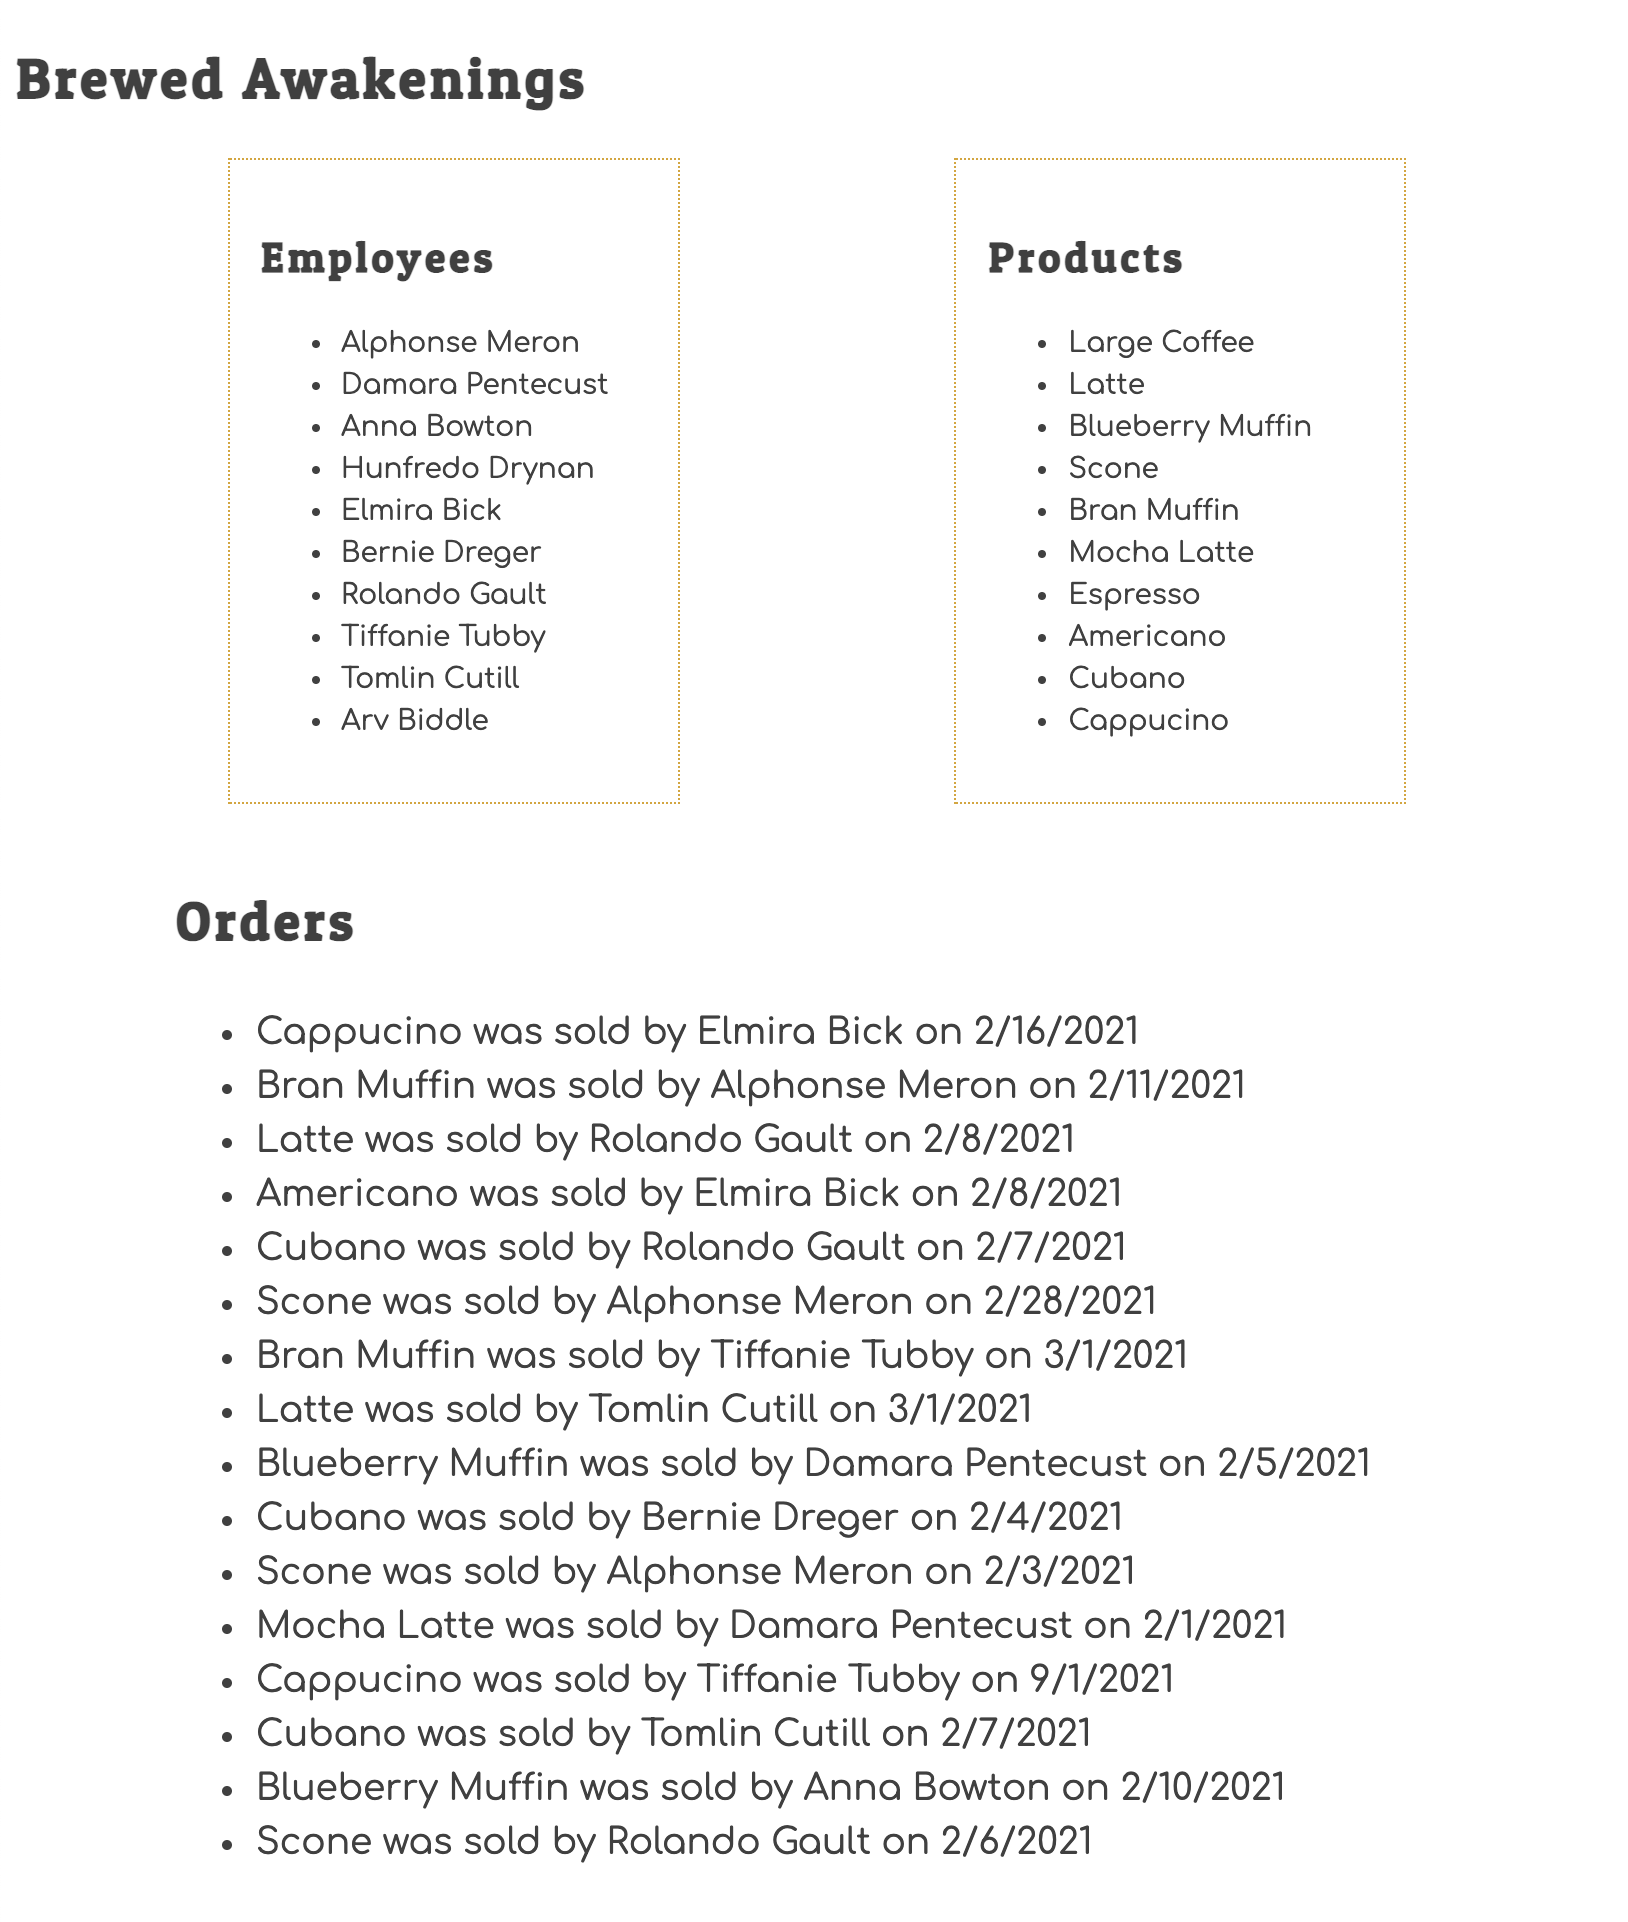 Brewed Awakenings
Employees
Alphonse Meron
Damara Pentecust
Anna Bowton
Hunfredo Drynan
Elmira Bick
Bernie Dreger
Rolando Gault
Tiffanie Tubby
Tomlin Cutill
Arv Biddle
Products
Large Coffee
Latte
Blueberry Muffin
Scone
Bran Muffin
Mocha Latte
Espresso
Americano
Cubano
Cappucino
Orders
Cappucino was sold by Elmira Bick on 2/16/2021
Bran Muffin was sold by Alphonse Meron on 2/11/2021
Latte was sold by Rolando Gault on 2/8/2021
Americano was sold by Elmira Bick on 2/8/2021
Cubano was sold by Rolando Gault on 2/7/2021
Scone was sold by Alphonse Meron on 2/28/2021
Bran Muffin was sold by Tiffanie Tubby on 3/1/2021
Latte was sold by Tomlin Cutill on 3/1/2021
Blueberry Muffin was sold by Damara Pentecust on 2/5/2021
Cubano was sold by Bernie Dreger on 2/4/2021
Scone was sold by Alphonse Meron on 2/3/2021
Mocha Latte was sold by Damara Pentecust on 2/1/2021
Cappucino was sold by Tiffanie Tubby on 9/1/2021
Cubano was sold by Tomlin Cutill on 2/7/2021
Blueberry Muffin was sold by Anna Bowton on 2/10/2021
Scone was sold by Rolando Gault on 2/6/2021